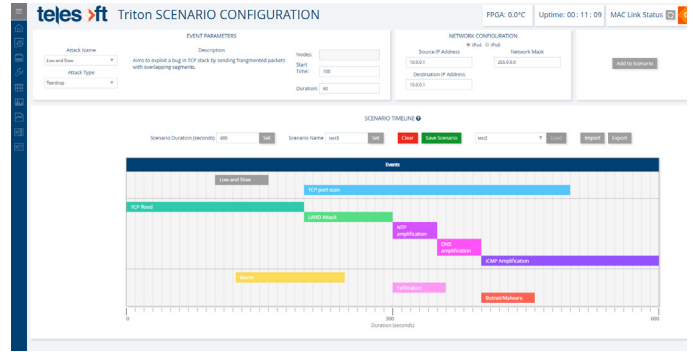 telesoft Triton SCENARIO CONFIGURATION
FPGA: 0.0°C
Uptime: 00: 11: 09
MAC Link Status
EVENT PARAMETERS
Attack Name
Low and Slow
Attack Type
Teardrop
Description
Aims to exploit a bug in TCP stack by sending frangmented packets
with overlapping segments.
Nodes:
Start
Time: 100
Duration: 60
NETWORK CONFIGURATION
IPv4 IPv6
Source IP Address
Network Mask
10.0.0.1
255.0.0.0
Destination IP Address
10.0.0.1
Add to Scenario
SCENARIO TIMELINE
Scenario Duration (seconds) 600 Set
Scenario Name test3 Set
Clear
Save Scenario
test3
Load
Import
Export
Events
Low and Slow
TCP port scan
TCP flood
LAND Attack
NTP
amplification
DNS
amplification
ICMP Amplification
Worm
Exfiltration
Botnet/Malware
0
300
600
Duration (seconds)